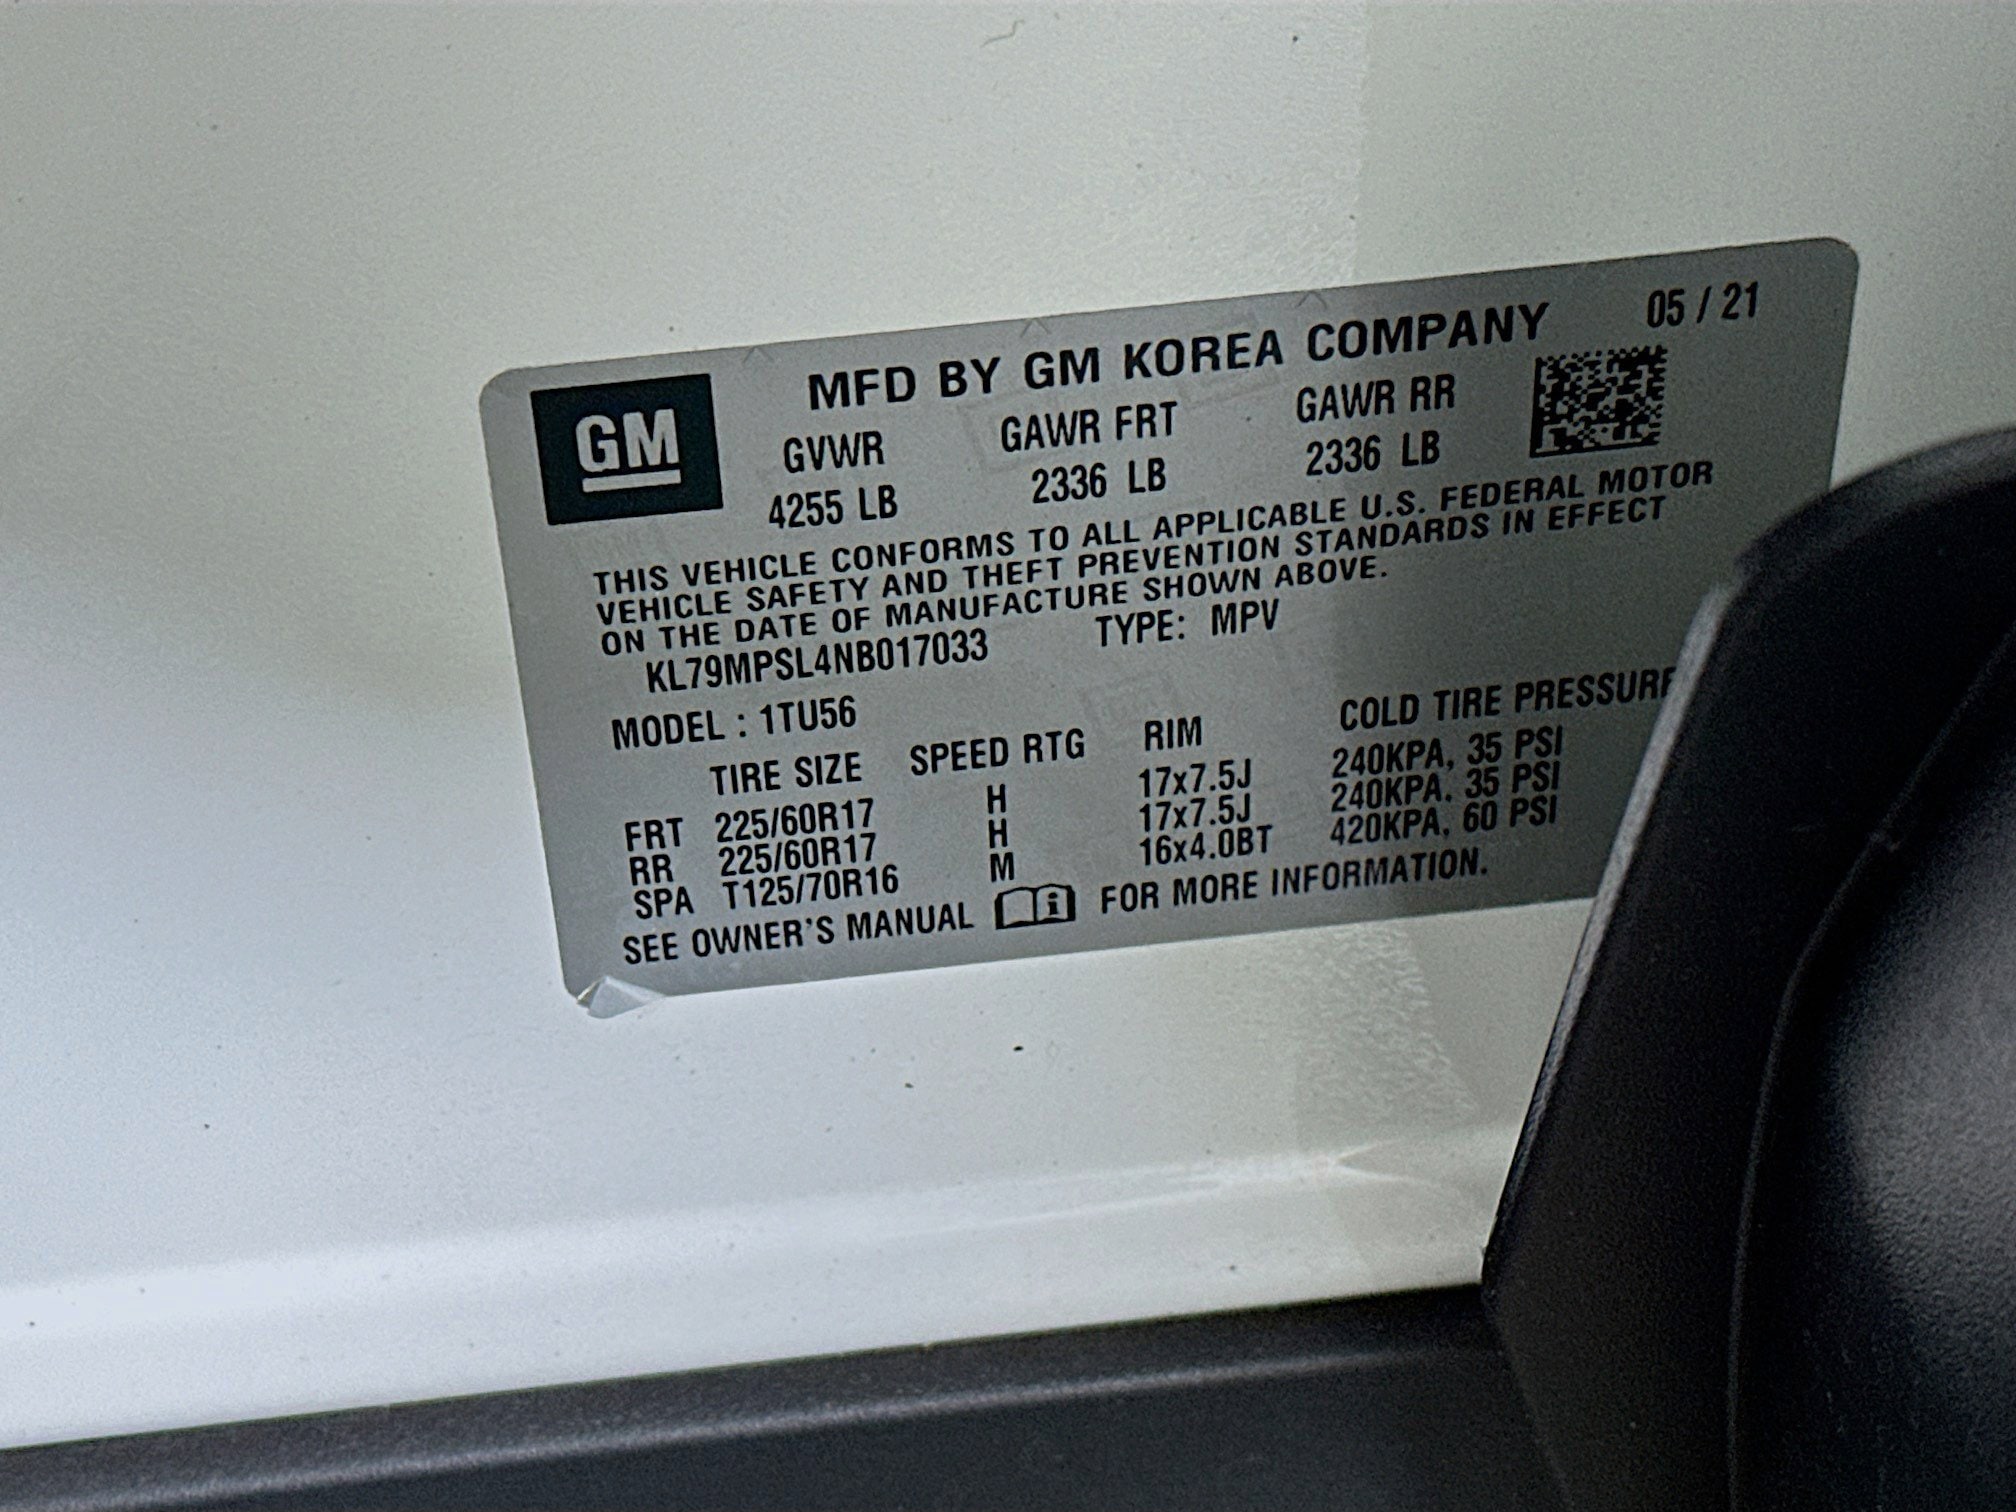 MFD BY GM KOREA COMPANY 05 / 21
GM
GVWR GAWR FRT GAWR RR
4255 LB 2336 LB 2336 LB
THIS VEHICLE CONFORMS TO ALL APPLICABLE U.S. FEDERAL MOTOR
VEHICLE SAFETY AND THEFT PREVENTION STANDARDS IN EFFECT
ON THE DATE OF MANUFACTURE SHOWN ABOVE.
KL79MPSL4NB017033 TYPE: MPV
MODEL : 1TU56
TIRE SIZE SPEED RTG RIM COLD TIRE PRESSURE
FRT 225/60R17 H 17x7.5J 240KPA, 35 PSI
RR 225/60R17 H 17x7.5J 240KPA, 35 PSI
SPA T125/70R16 M 16x4.0BT 420KPA, 60 PSI
SEE OWNER'S MANUAL i FOR MORE INFORMATION.